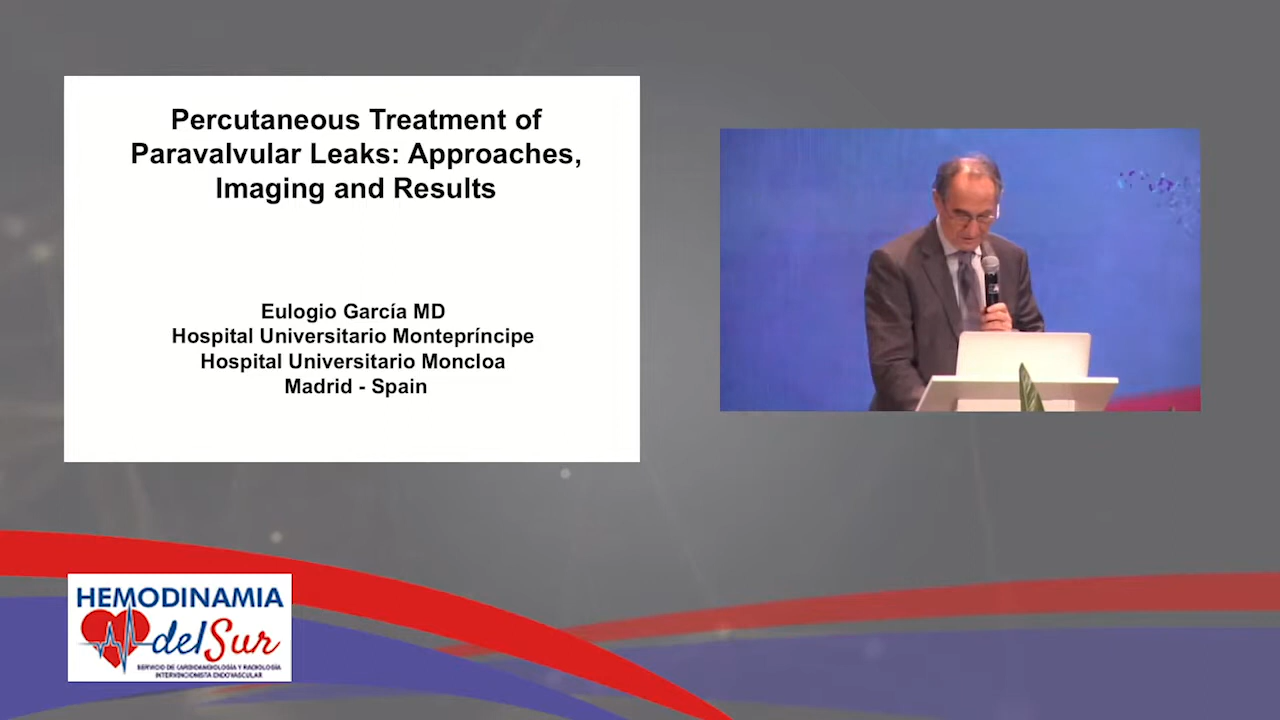 Percutaneous Treatment of
Paravalvular Leaks: Approaches,
Imaging and Results
Eulogio García MD
Hospital Universitario Montepríncipe
Hospital Universitario Moncloa
Madrid - Spain
HEMODINAMIA
del Sur
SERVICIO DE CARDIOANGIOLOGÍA Y RADIOLOGÍA
INTERVENCIONISTA ENDOVASCULAR